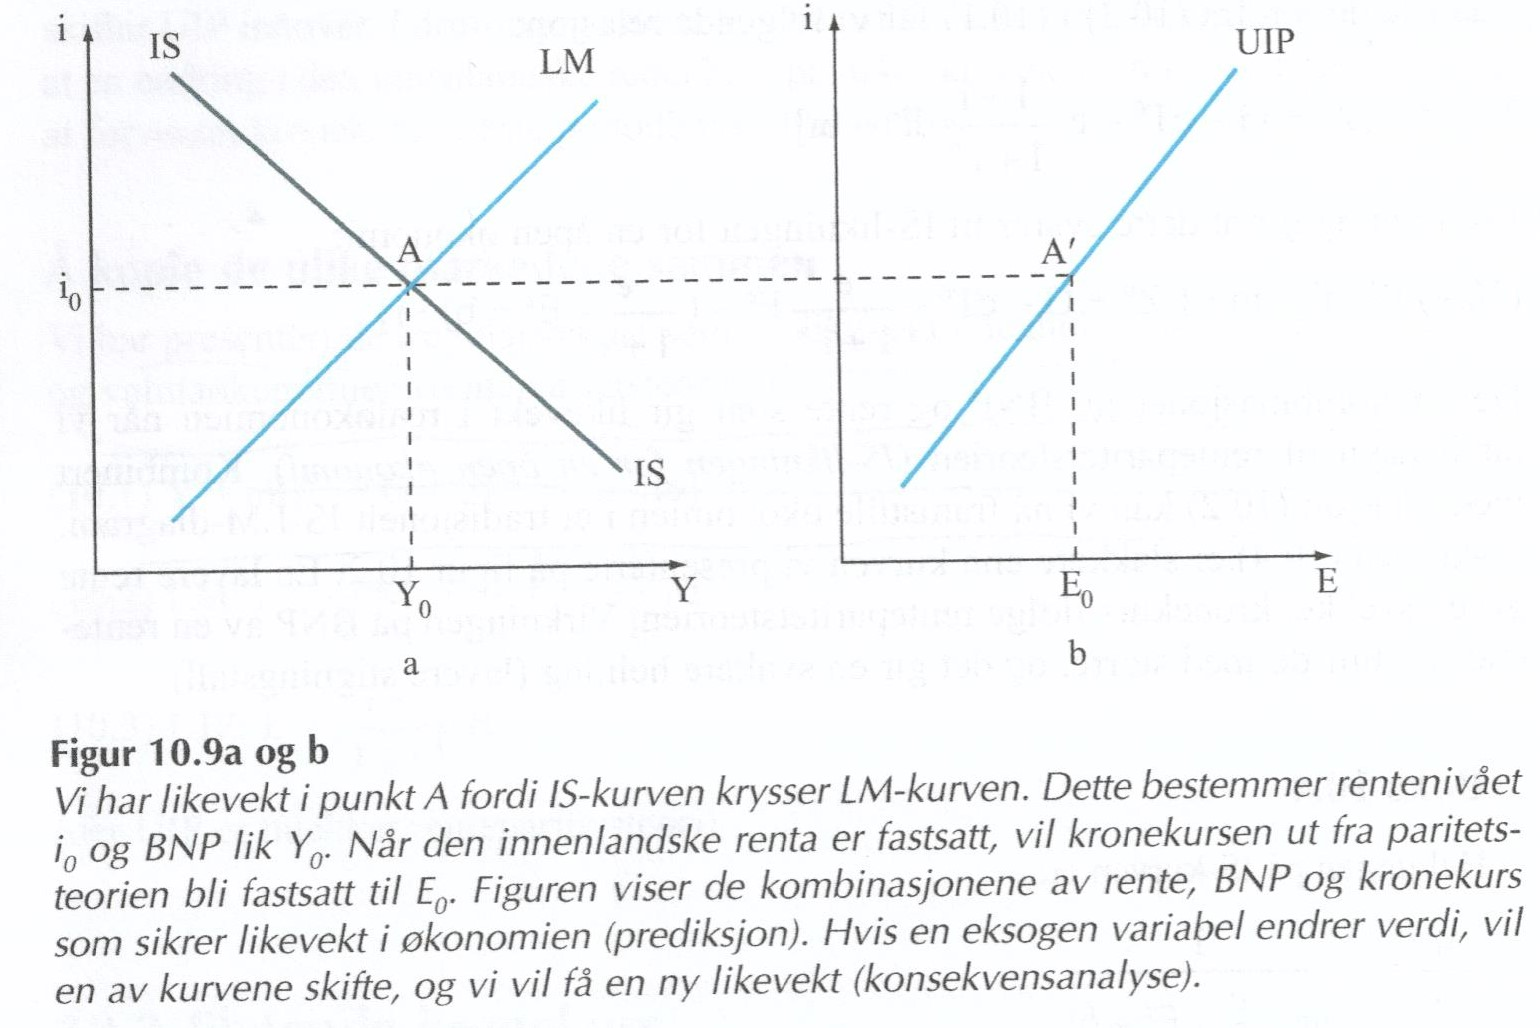 i
IS
LM
A
i₀
IS
Y₀
Y
a
i
UIP
A′
E₀
E
b
Figur 10.9a og b
Vi har likevekt i punkt A fordi IS-kurven krysser LM-kurven. Dette bestemmer rentenivået
i₀ og BNP lik Y₀. Når den innenlandske renta er fastsatt, vil kronekursen ut fra paritets-
teorien bli fastsatt til E₀. Figuren viser de kombinasjonene av rente, BNP og kronekurs
som sikrer likevekt i økonomien (prediksjon). Hvis en eksogen variabel endrer verdi, vil
en av kurvene skifte, og vi vil få en ny likevekt (konsekvensanalyse).